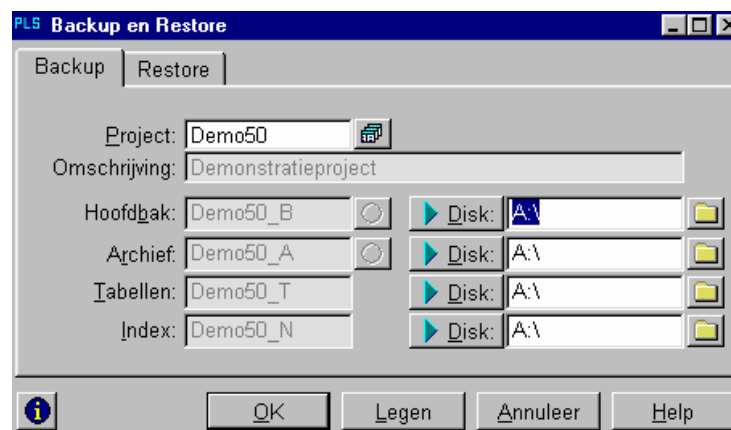 PLS Backup en Restore
Backup Restore
Project: Demo50
Omschrijving: Demonstratieproject
Hoofdbak: Demo50_B Disk: A:\
Archief: Demo50_A Disk: A:\
Tabellen: Demo50_T Disk: A:\
Index: Demo50_N Disk: A:\
OK Legen Annuleer Help